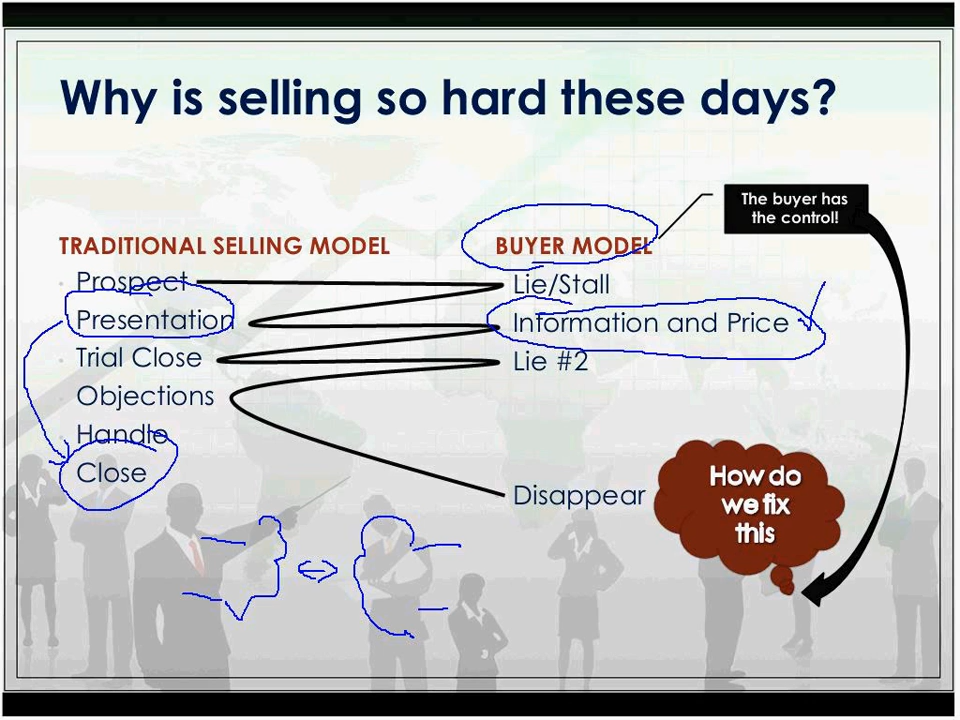 Why is selling so hard these days?
The buyer has
the control!
TRADITIONAL SELLING MODEL
Prospect
Presentation
Trial Close
Objections
Handle
Close
BUYER MODEL
Lie/Stall
Information and Price
Lie #2
Disappear
How do
we fix
this